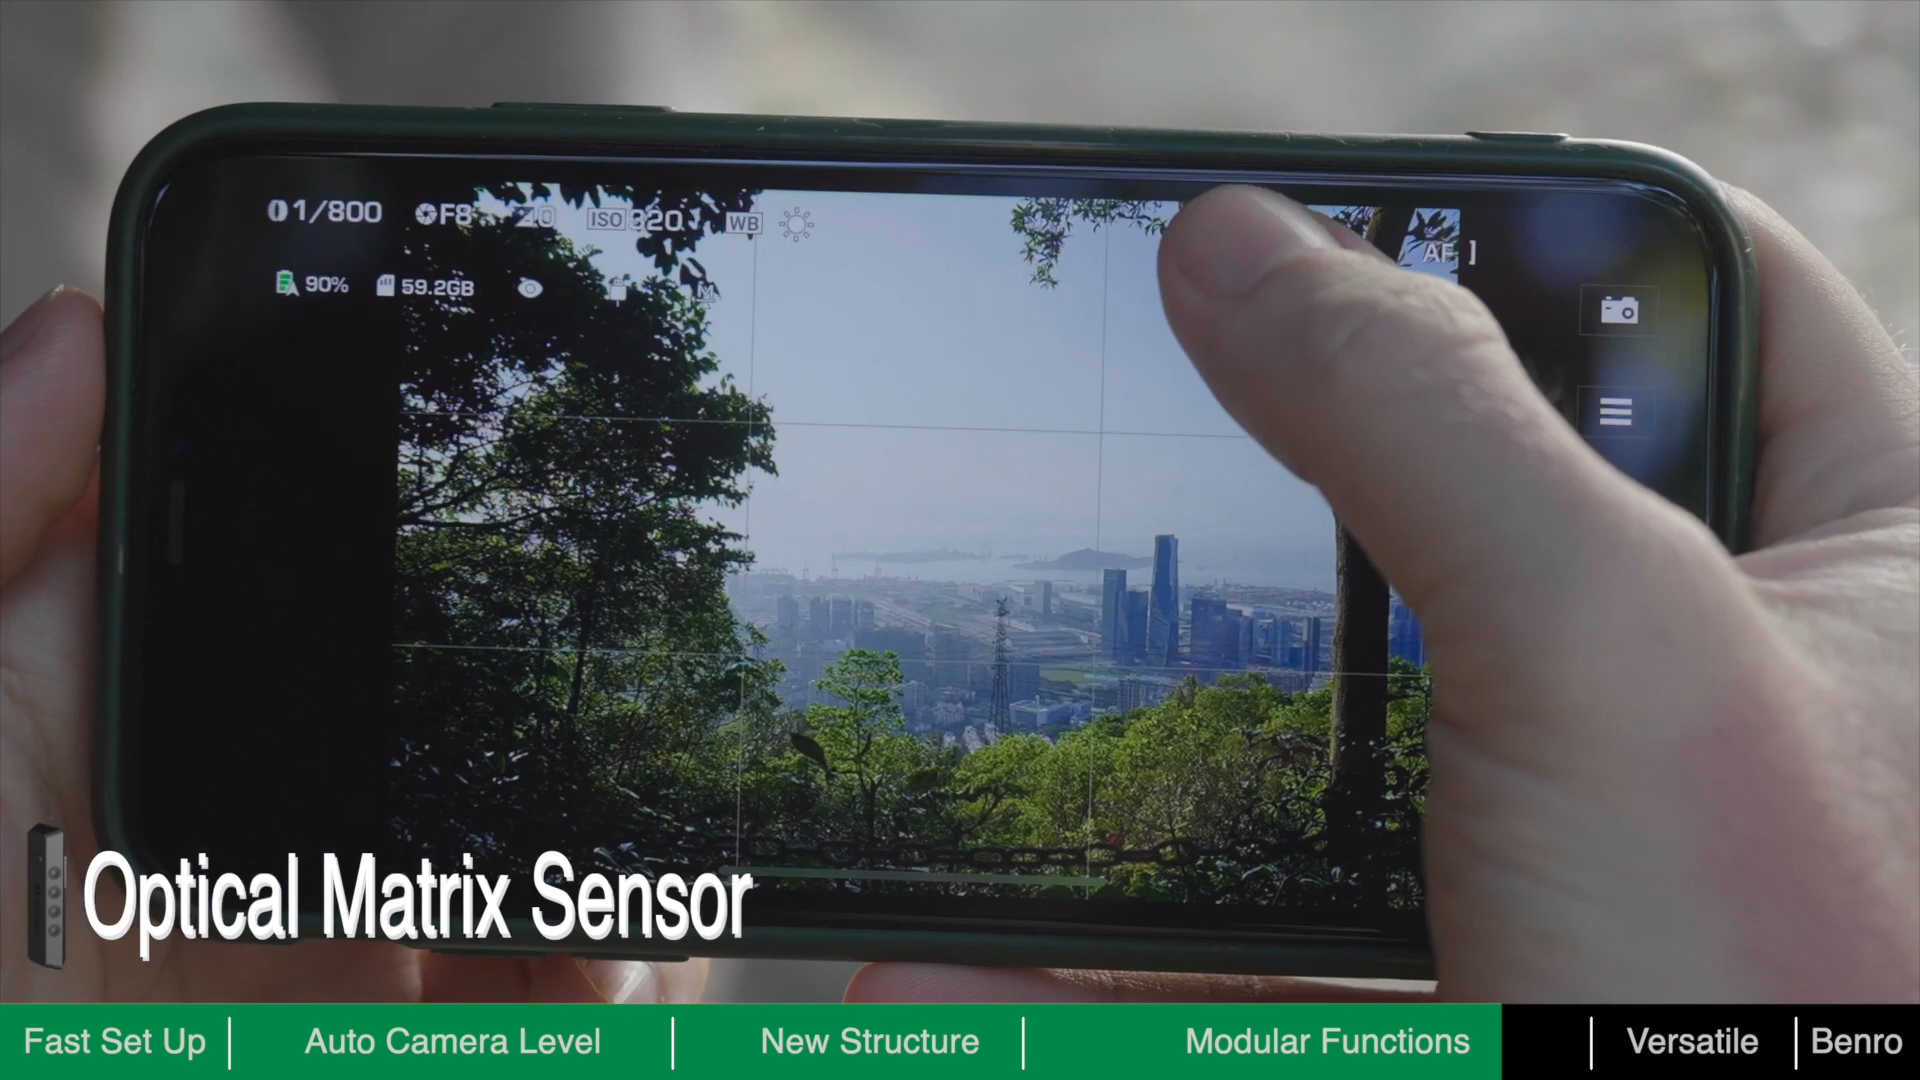 1/800 F8 ISO 320 WB
AF ]
90% 59.2GB M
Optical Matrix Sensor
Fast Set Up | Auto Camera Level | New Structure | Modular Functions | Versatile | Benro